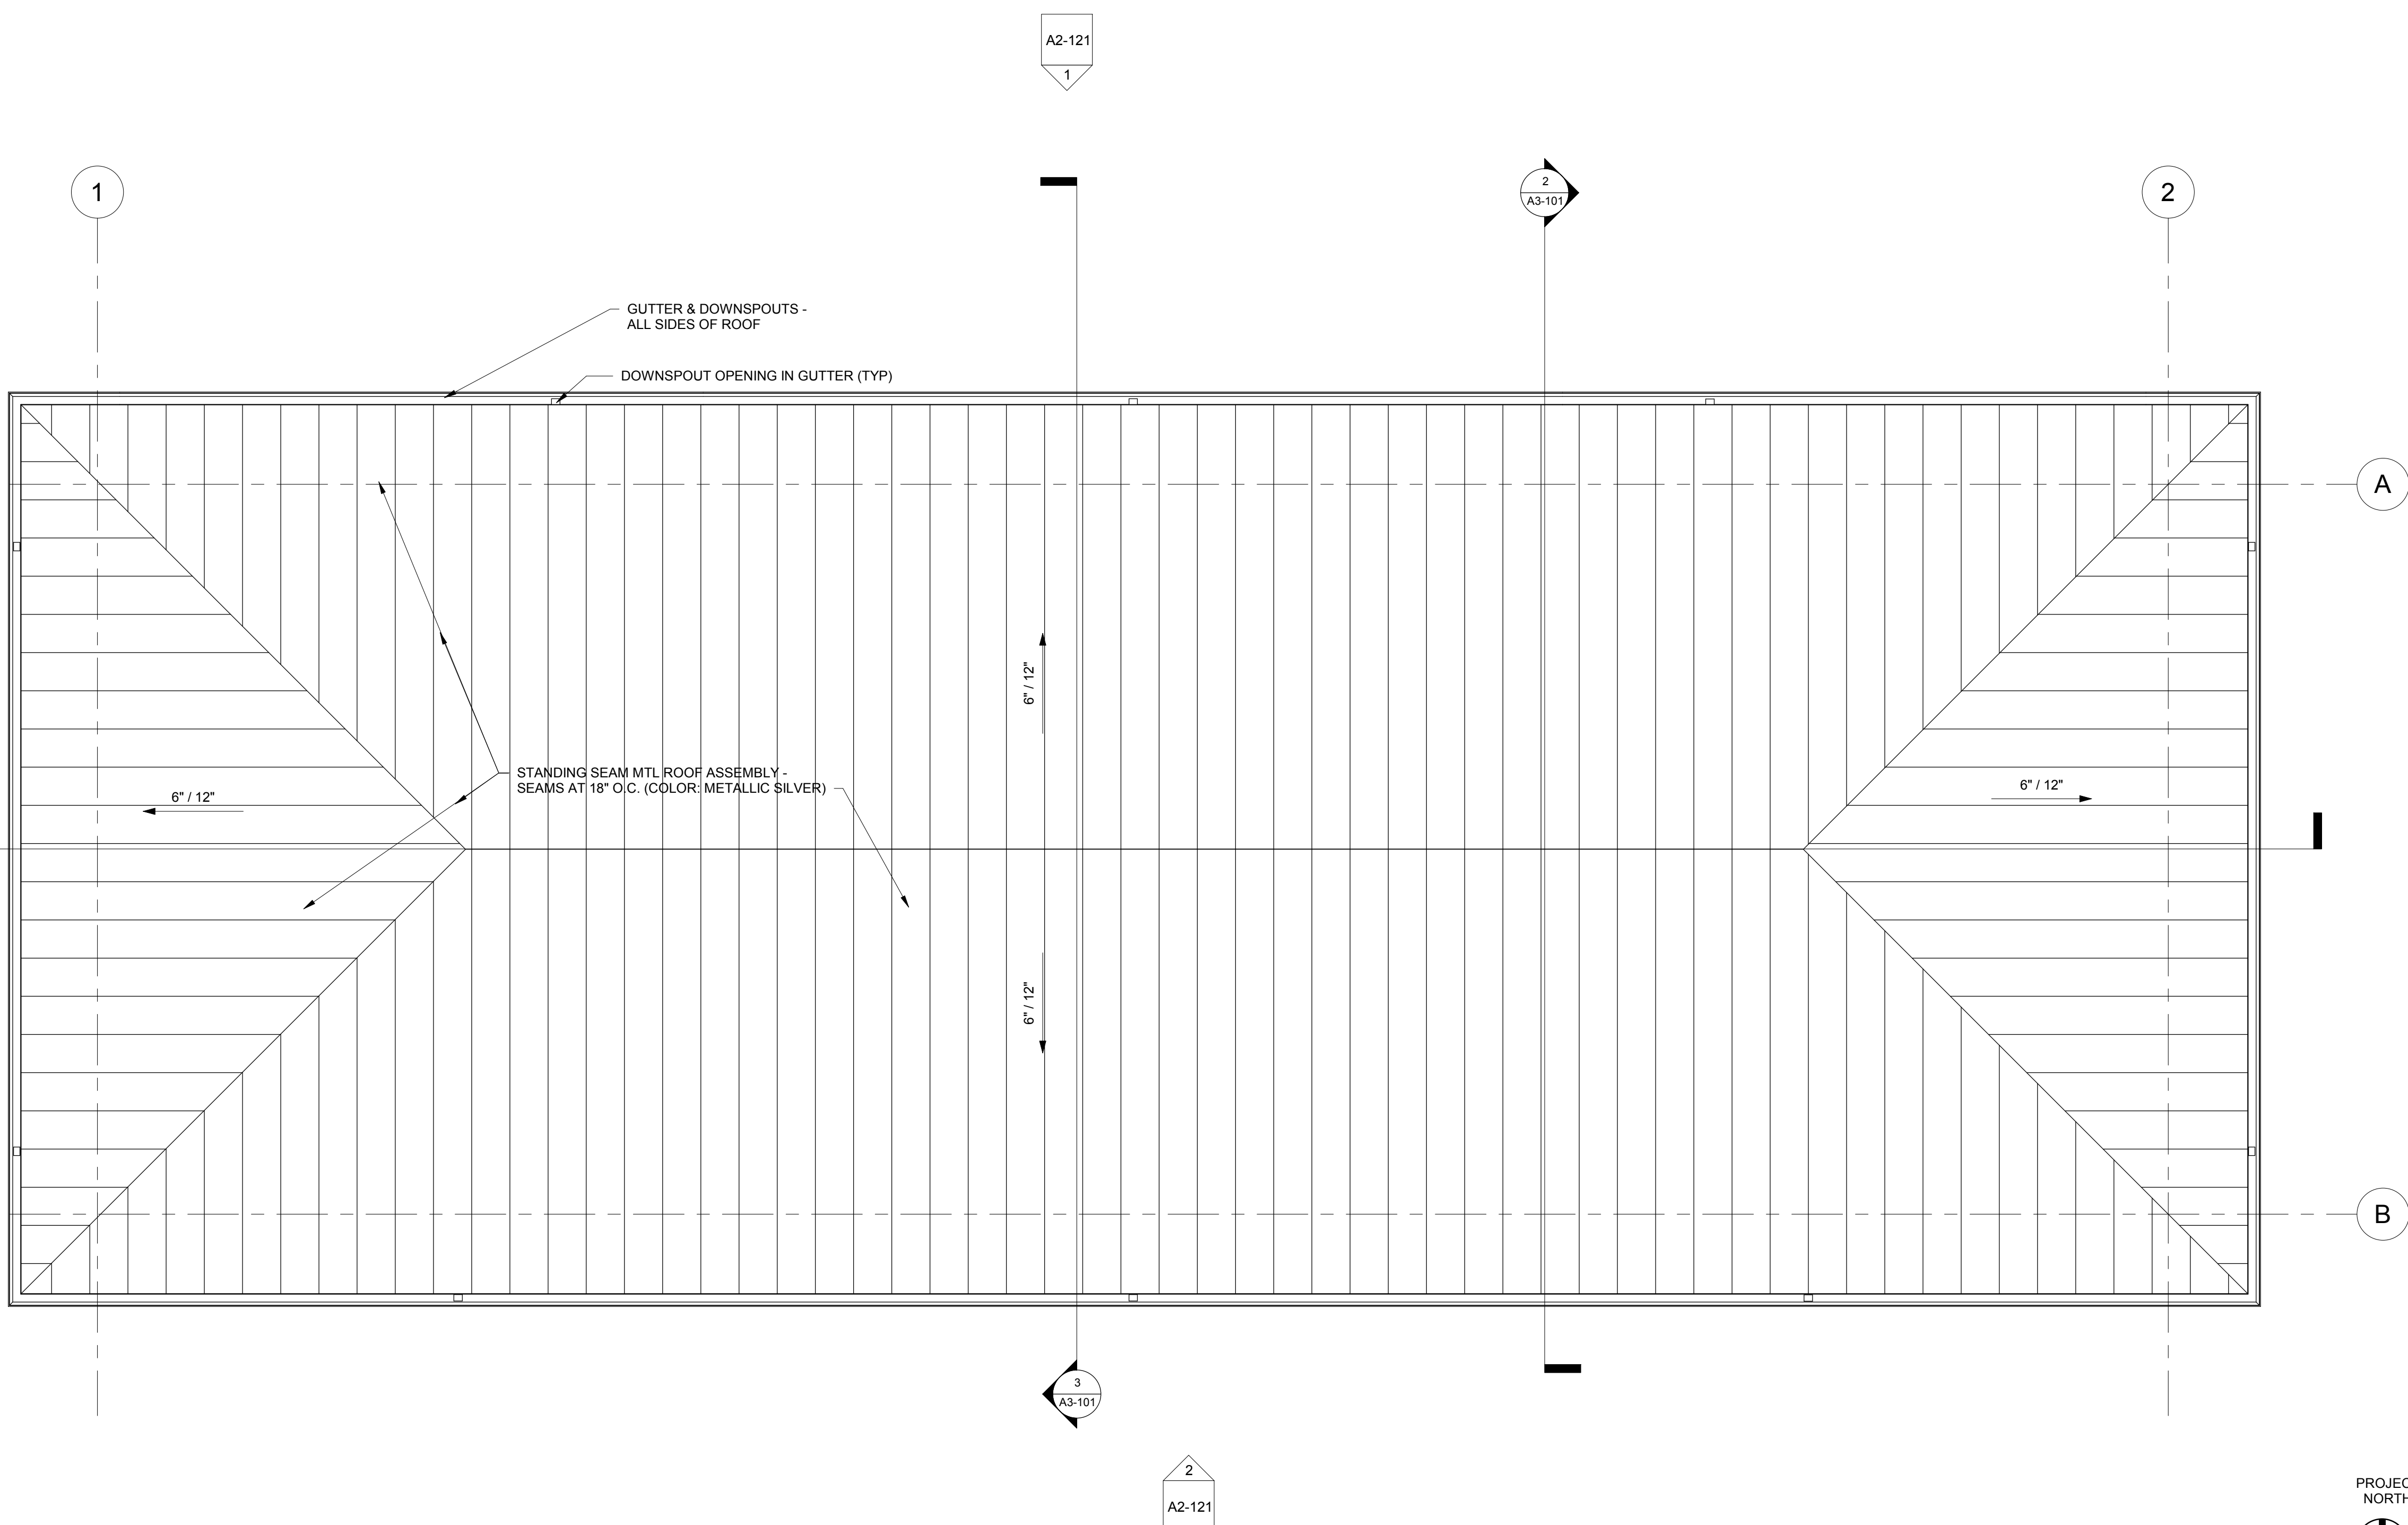 A2-121
1
1
2
A3-101
2
GUTTER & DOWNSPOUTS -
ALL SIDES OF ROOF
DOWNSPOUT OPENING IN GUTTER (TYP)
A
6" / 12"
STANDING SEAM MTL ROOF ASSEMBLY -
SEAMS AT 18" O.C. (COLOR: METALLIC SILVER)
6" / 12"
6" / 12"
6" / 12"
B
3
A3-101
2
A2-121
PROJEC
NORTH